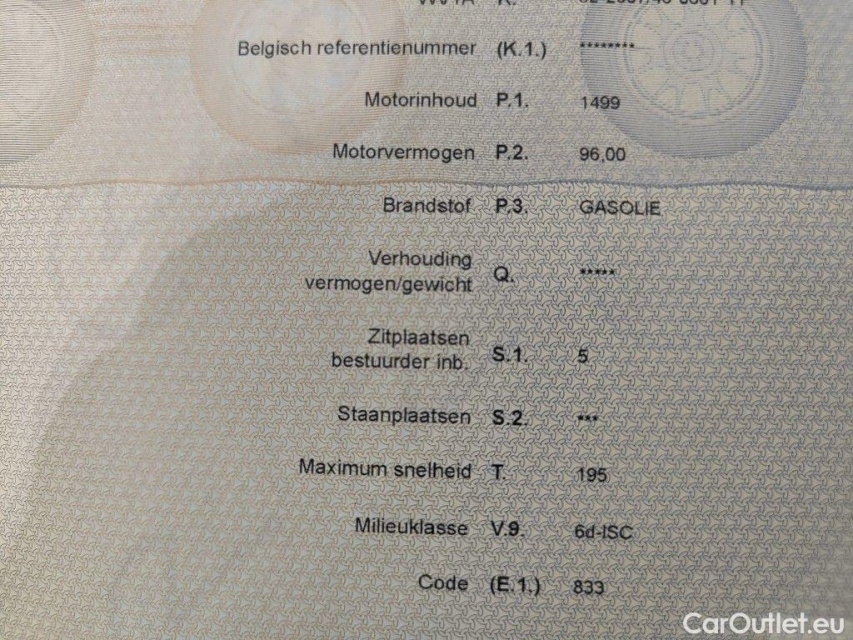 Belgisch referentienummer (K.1.) ********
Motorinhoud P.1. 1499
Motorvermogen P.2. 96,00
Brandstof P.3. GASOLIE
Verhouding
vermogen/gewicht Q. *****
Zitplaatsen
bestuurder inb. S.1. 5
Staanplaatsen S.2. ***
Maximum snelheid T. 195
Milieuklasse V.9. 6d-ISC
Code (E.1.) 833
CarOutlet.eu